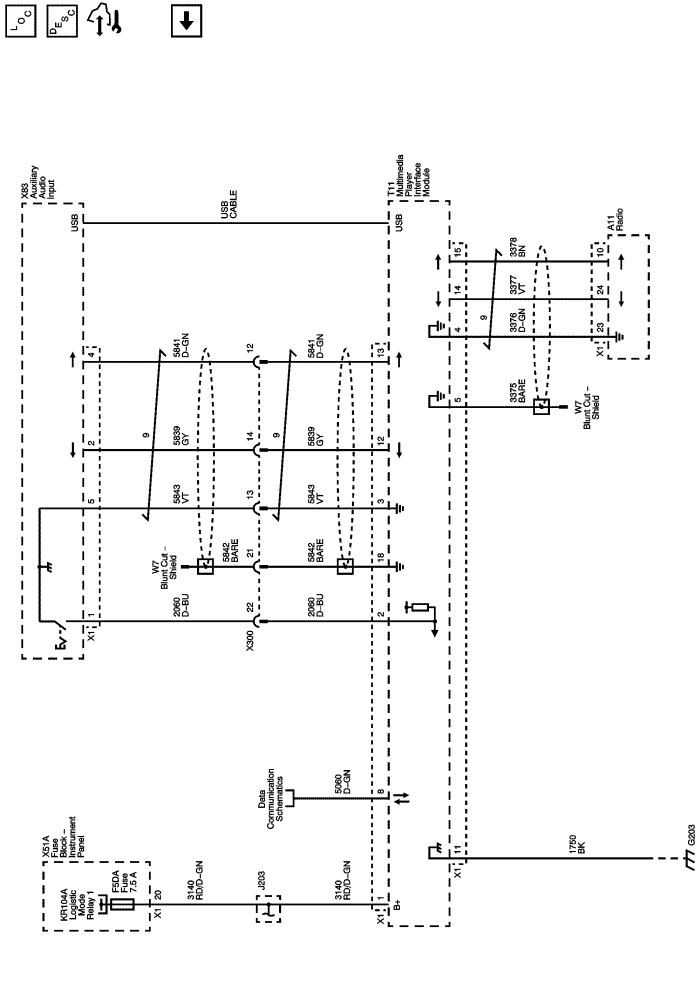 LOC
DESC
X83
Auxiliary
Audio
Input
USB
USB
CABLE
T11
Multimedia
Player
Interface
Module
USB
A11
Radio
15
3378
BN
10
14
3377
VT
24
4
3376
D–GN
23
9
X1
5
3375
BARE
W7
Blunt Cut –
Shield
4
5841
D–GN
12
5841
D–GN
13
2
5839
GY
14
5839
GY
12
9
9
5
5843
VT
13
5843
VT
3
W7
Blunt Cut –
Shield
5842
BARE
21
5842
BARE
18
1
2060
D–BU
22
2060
D–BU
2
X1
X300
Data
Communication
Schematics
5060
D–GN
8
X51A
Fuse
Block –
Instrument
Panel
KR104A
Logistic
Mode
Relay 1
F5DA
Fuse
7.5 A
20
X1
3140
RD/D–GN
J203
3140
RD/D–GN
1
X1
B+
11
X1
1750
BK
G203